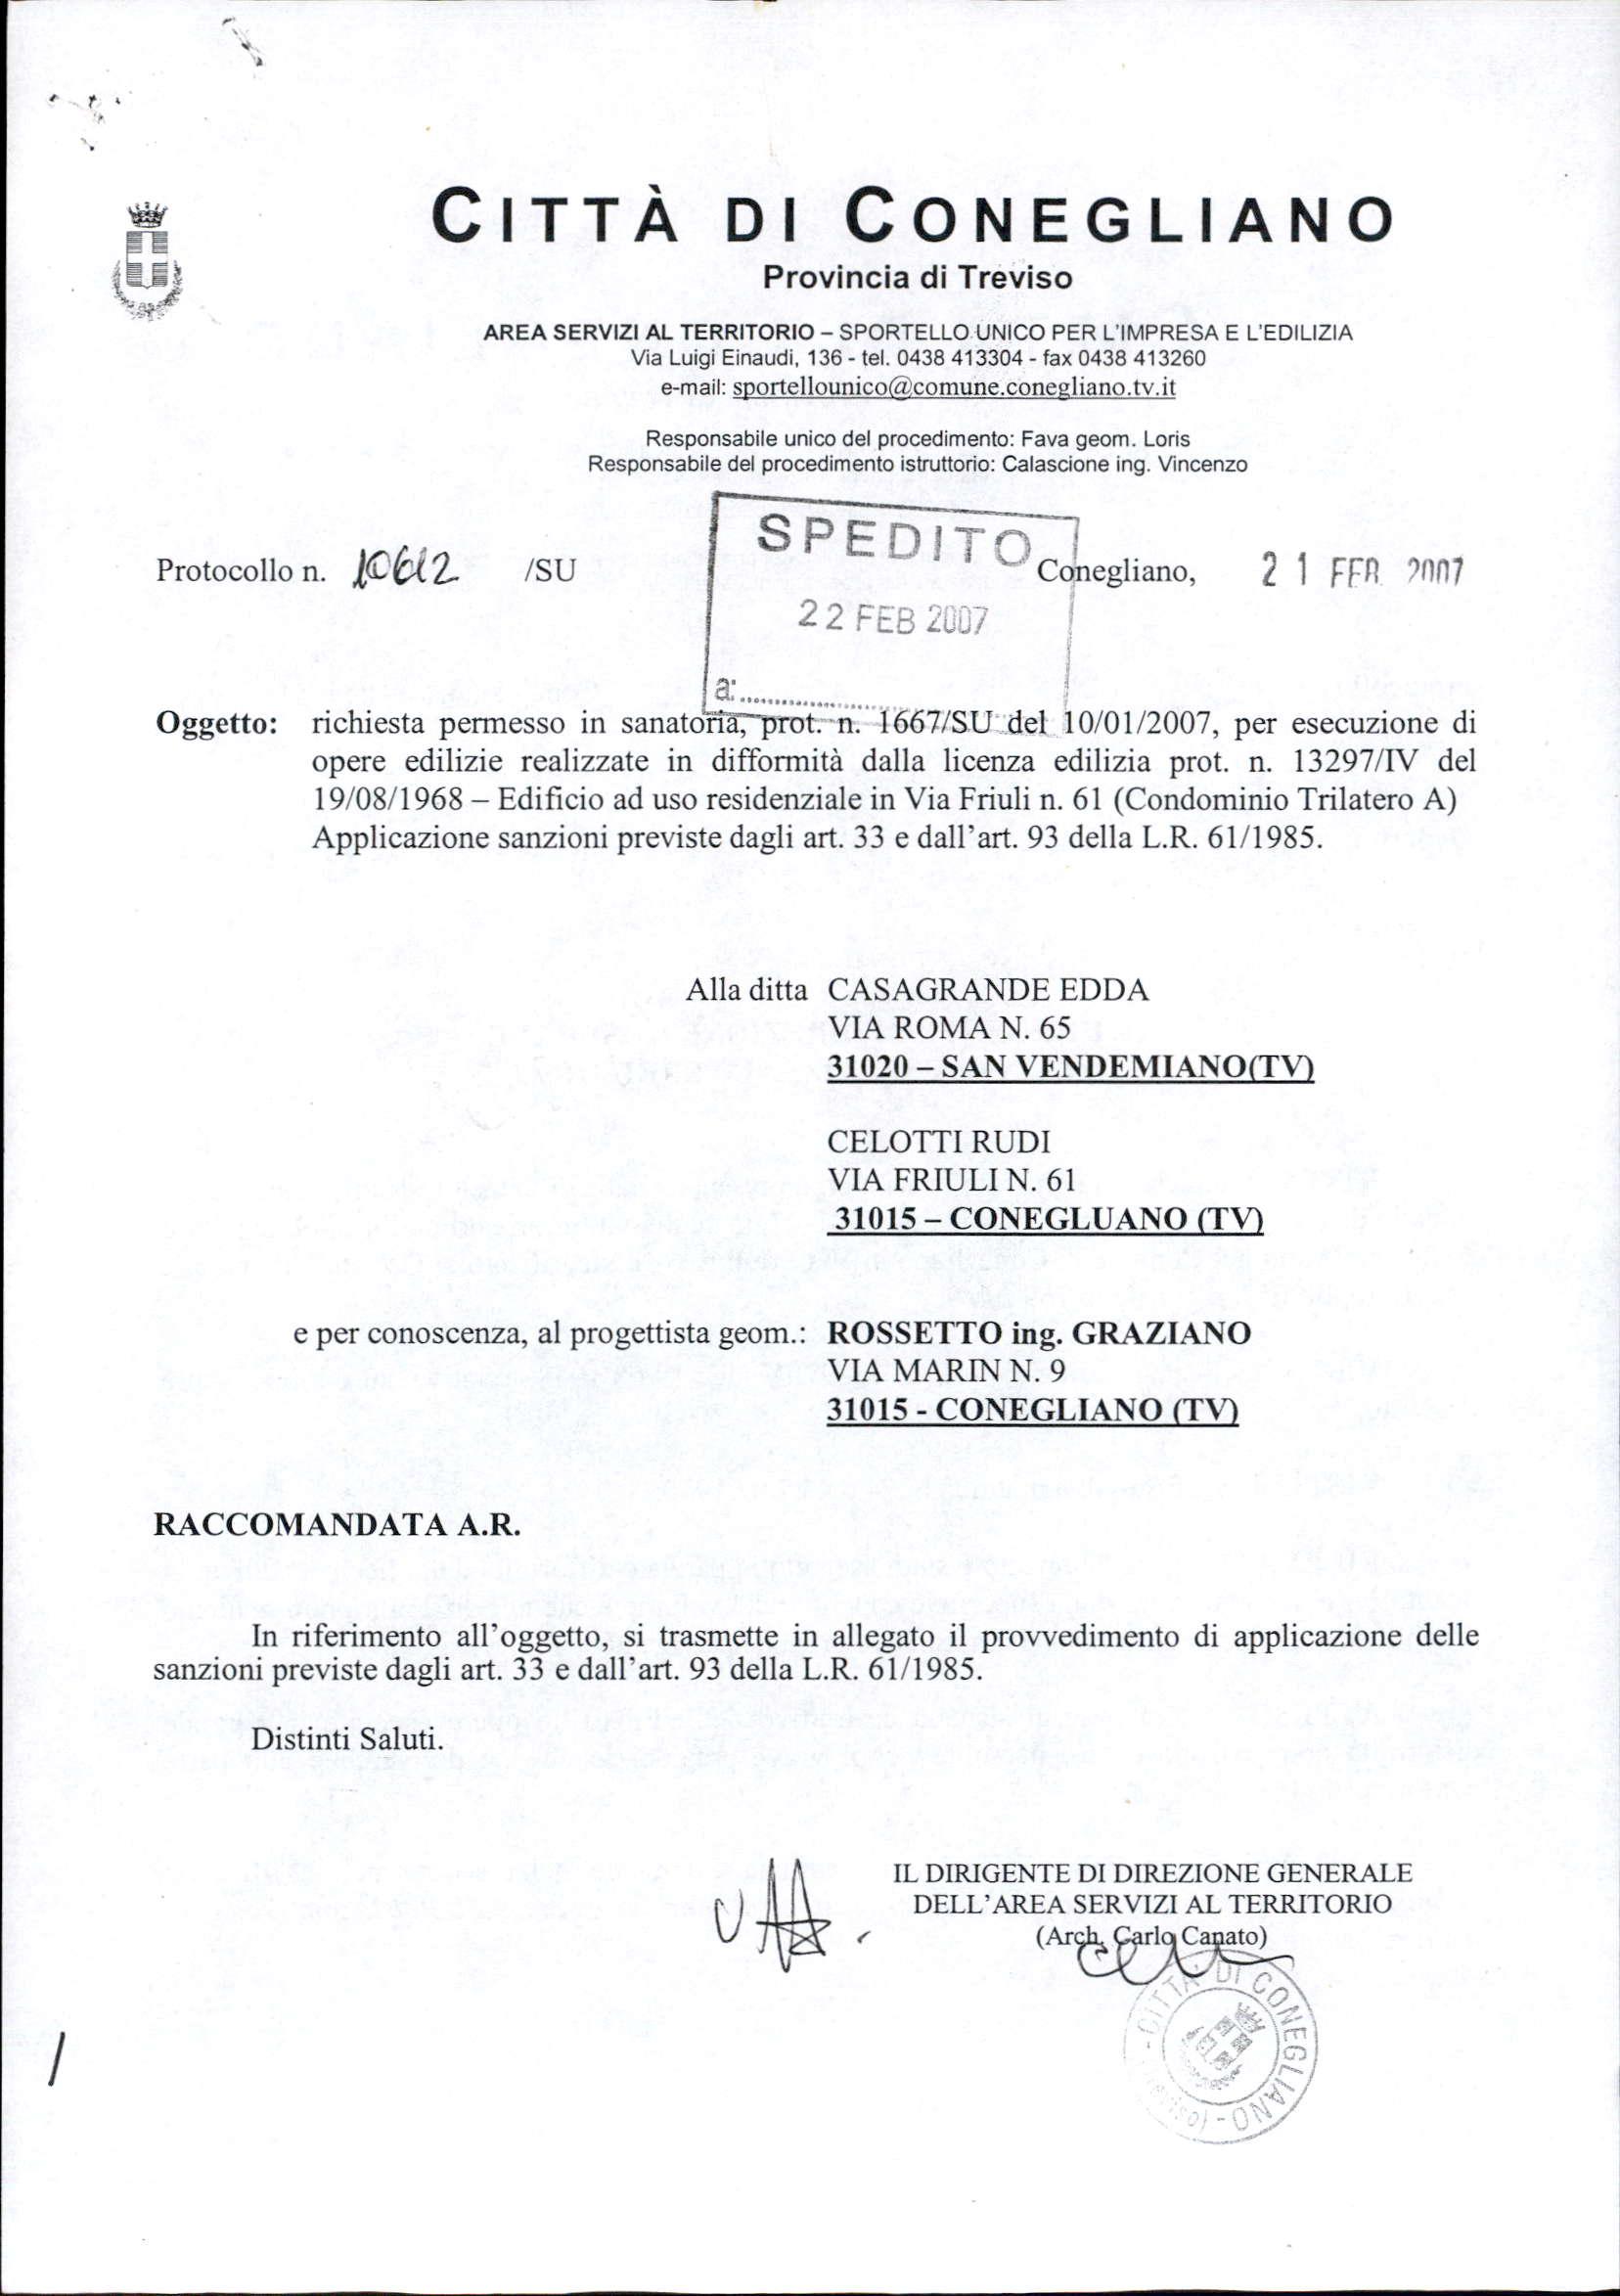 CITTÀ DI CONEGLIANO
Provincia di Treviso
AREA SERVIZI AL TERRITORIO – SPORTELLO UNICO PER L'IMPRESA E L'EDILIZIA
Via Luigi Einaudi, 136 - tel. 0438 413304 - fax 0438 413260
e-mail: sportellounico@comune.conegliano.tv.it
Responsabile unico del procedimento: Fava geom. Loris
Responsabile del procedimento istruttorio: Calascione ing. Vincenzo
SPEDITO
22 FEB 2007
a:
Protocollo n. 10612 /SU
Conegliano, 21 FEB. 2007
Oggetto: richiesta permesso in sanatoria, prot. n. 1667/SU del 10/01/2007, per esecuzione di
opere edilizie realizzate in difformità dalla licenza edilizia prot. n. 13297/IV del
19/08/1968 – Edificio ad uso residenziale in Via Friuli n. 61 (Condominio Trilatero A)
Applicazione sanzioni previste dagli art. 33 e dall'art. 93 della L.R. 61/1985.
Alla ditta CASAGRANDE EDDA
VIA ROMA N. 65
31020 – SAN VENDEMIANO(TV)
CELOTTI RUDI
VIA FRIULI N. 61
31015 – CONEGLUANO (TV)
e per conoscenza, al progettista geom.: ROSSETTO ing. GRAZIANO
VIA MARIN N. 9
31015 - CONEGLIANO (TV)
RACCOMANDATA A.R.
In riferimento all'oggetto, si trasmette in allegato il provvedimento di applicazione delle
sanzioni previste dagli art. 33 e dall'art. 93 della L.R. 61/1985.
Distinti Saluti.
IL DIRIGENTE DI DIREZIONE GENERALE
DELL'AREA SERVIZI AL TERRITORIO
(Arch. Carlo Canato)
CITTA' DI CONEGLIANO